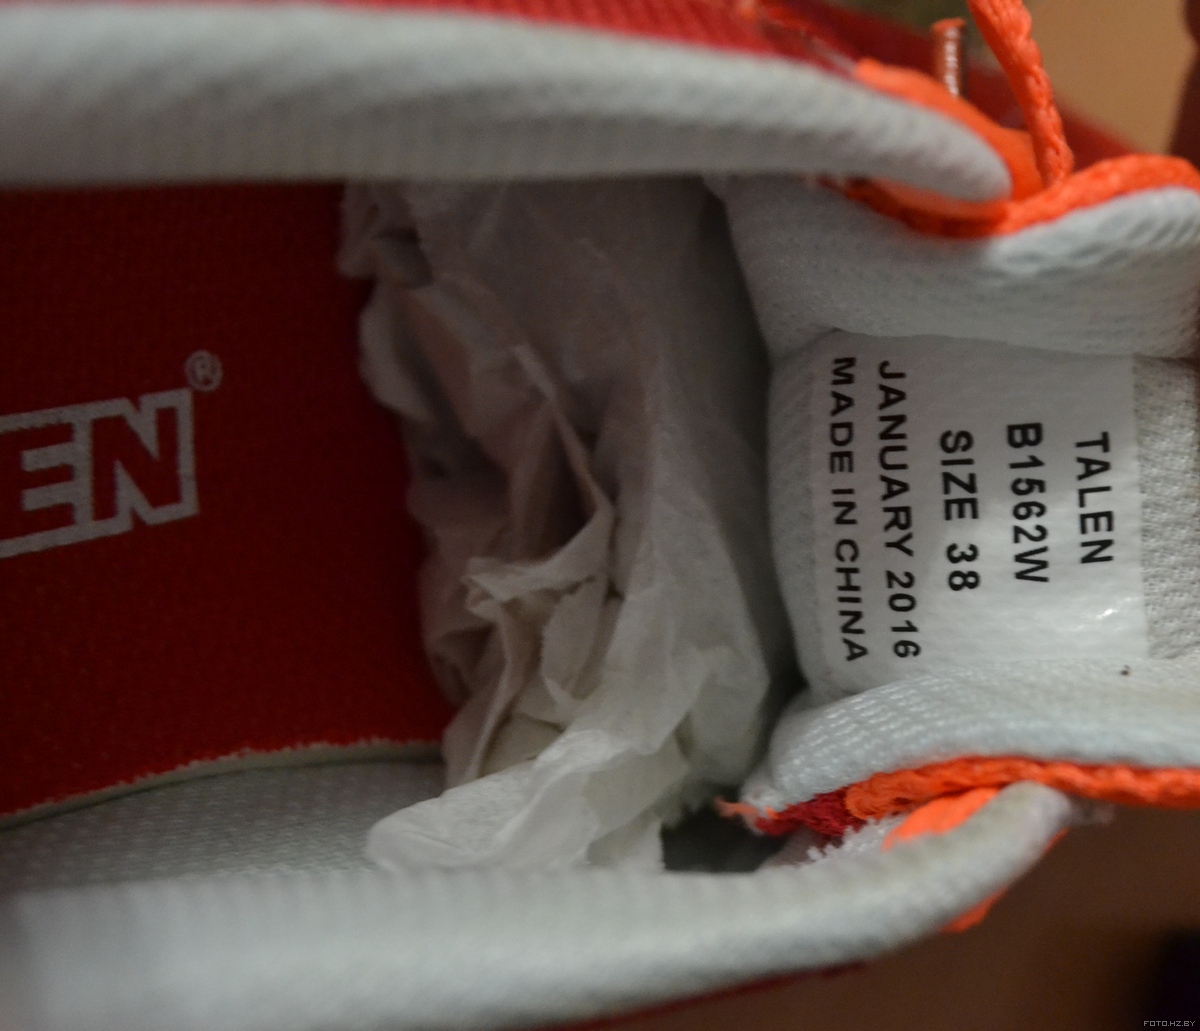 TALEN
B1562W
SIZE 38
JANUARY 2016
MADE IN CHINA
EN®
FOTO.HZ.BY